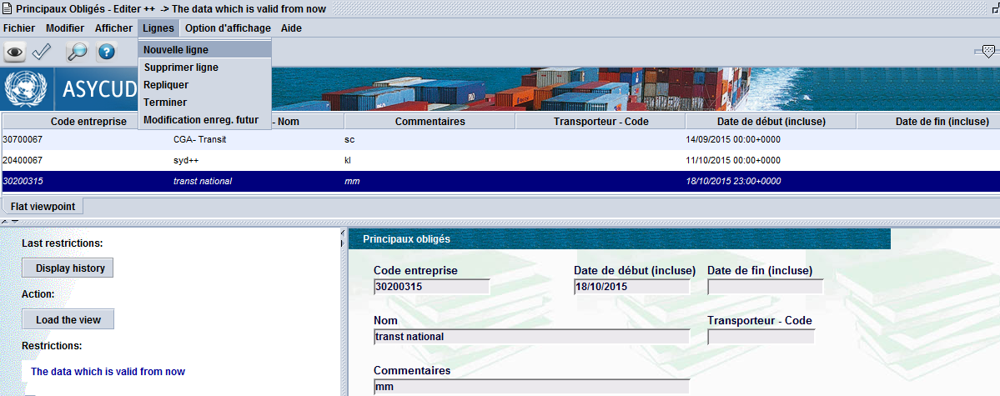 Principaux Obligés - Editer ++ -> The data which is valid from now
Fichier Modifier Afficher Lignes Option d'affichage Aide
Nouvelle ligne
Supprimer ligne
Repliquer
Terminer
Modification enreg. futur
ASYCUD
Code entreprise - Nom Commentaires Transporteur - Code Date de début (incluse) Date de fin (incluse)
30700067 CGA- Transit sc 14/09/2015 00:00+0000
20400067 syd++ kl 11/10/2015 00:00+0000
30200315 transt national mm 18/10/2015 23:00+0000
Flat viewpoint
Last restrictions:
Display history
Action:
Load the view
Restrictions:
The data which is valid from now
Principaux obligés
Code entreprise Date de début (incluse) Date de fin (incluse)
30200315 18/10/2015
Nom Transporteur - Code
transt national
Commentaires
mm